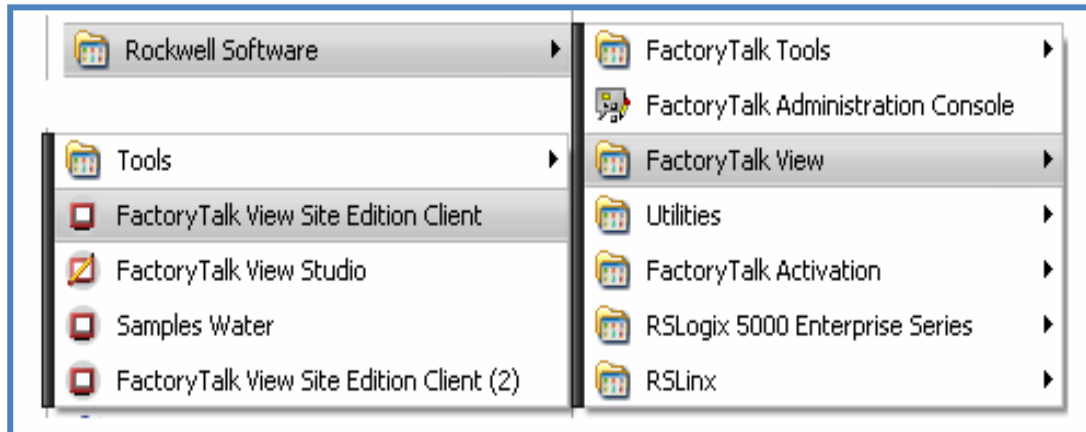 Rockwell Software
FactoryTalk Tools
FactoryTalk Administration Console
FactoryTalk View
Utilities
FactoryTalk Activation
RSLogix 5000 Enterprise Series
RSLinx
Tools
FactoryTalk View Site Edition Client
FactoryTalk View Studio
Samples Water
FactoryTalk View Site Edition Client (2)